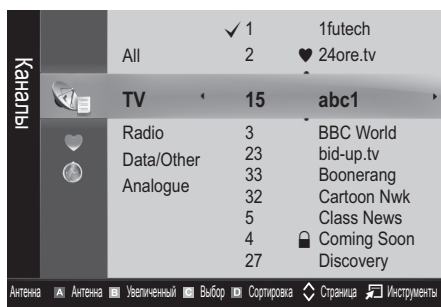 Каналы
✓ 1 1futech
All 2 ♥ 24ore.tv
TV 15 abc1
Radio 3 BBC World
Data/Other 23 bid-up.tv
Analogue 33 Boonerang
32 Cartoon Nwk
5 Class News
4 Coming Soon
27 Discovery
Антенна A Антенна B Увеличенный C Выбор D Сортировка Страница Инструменты